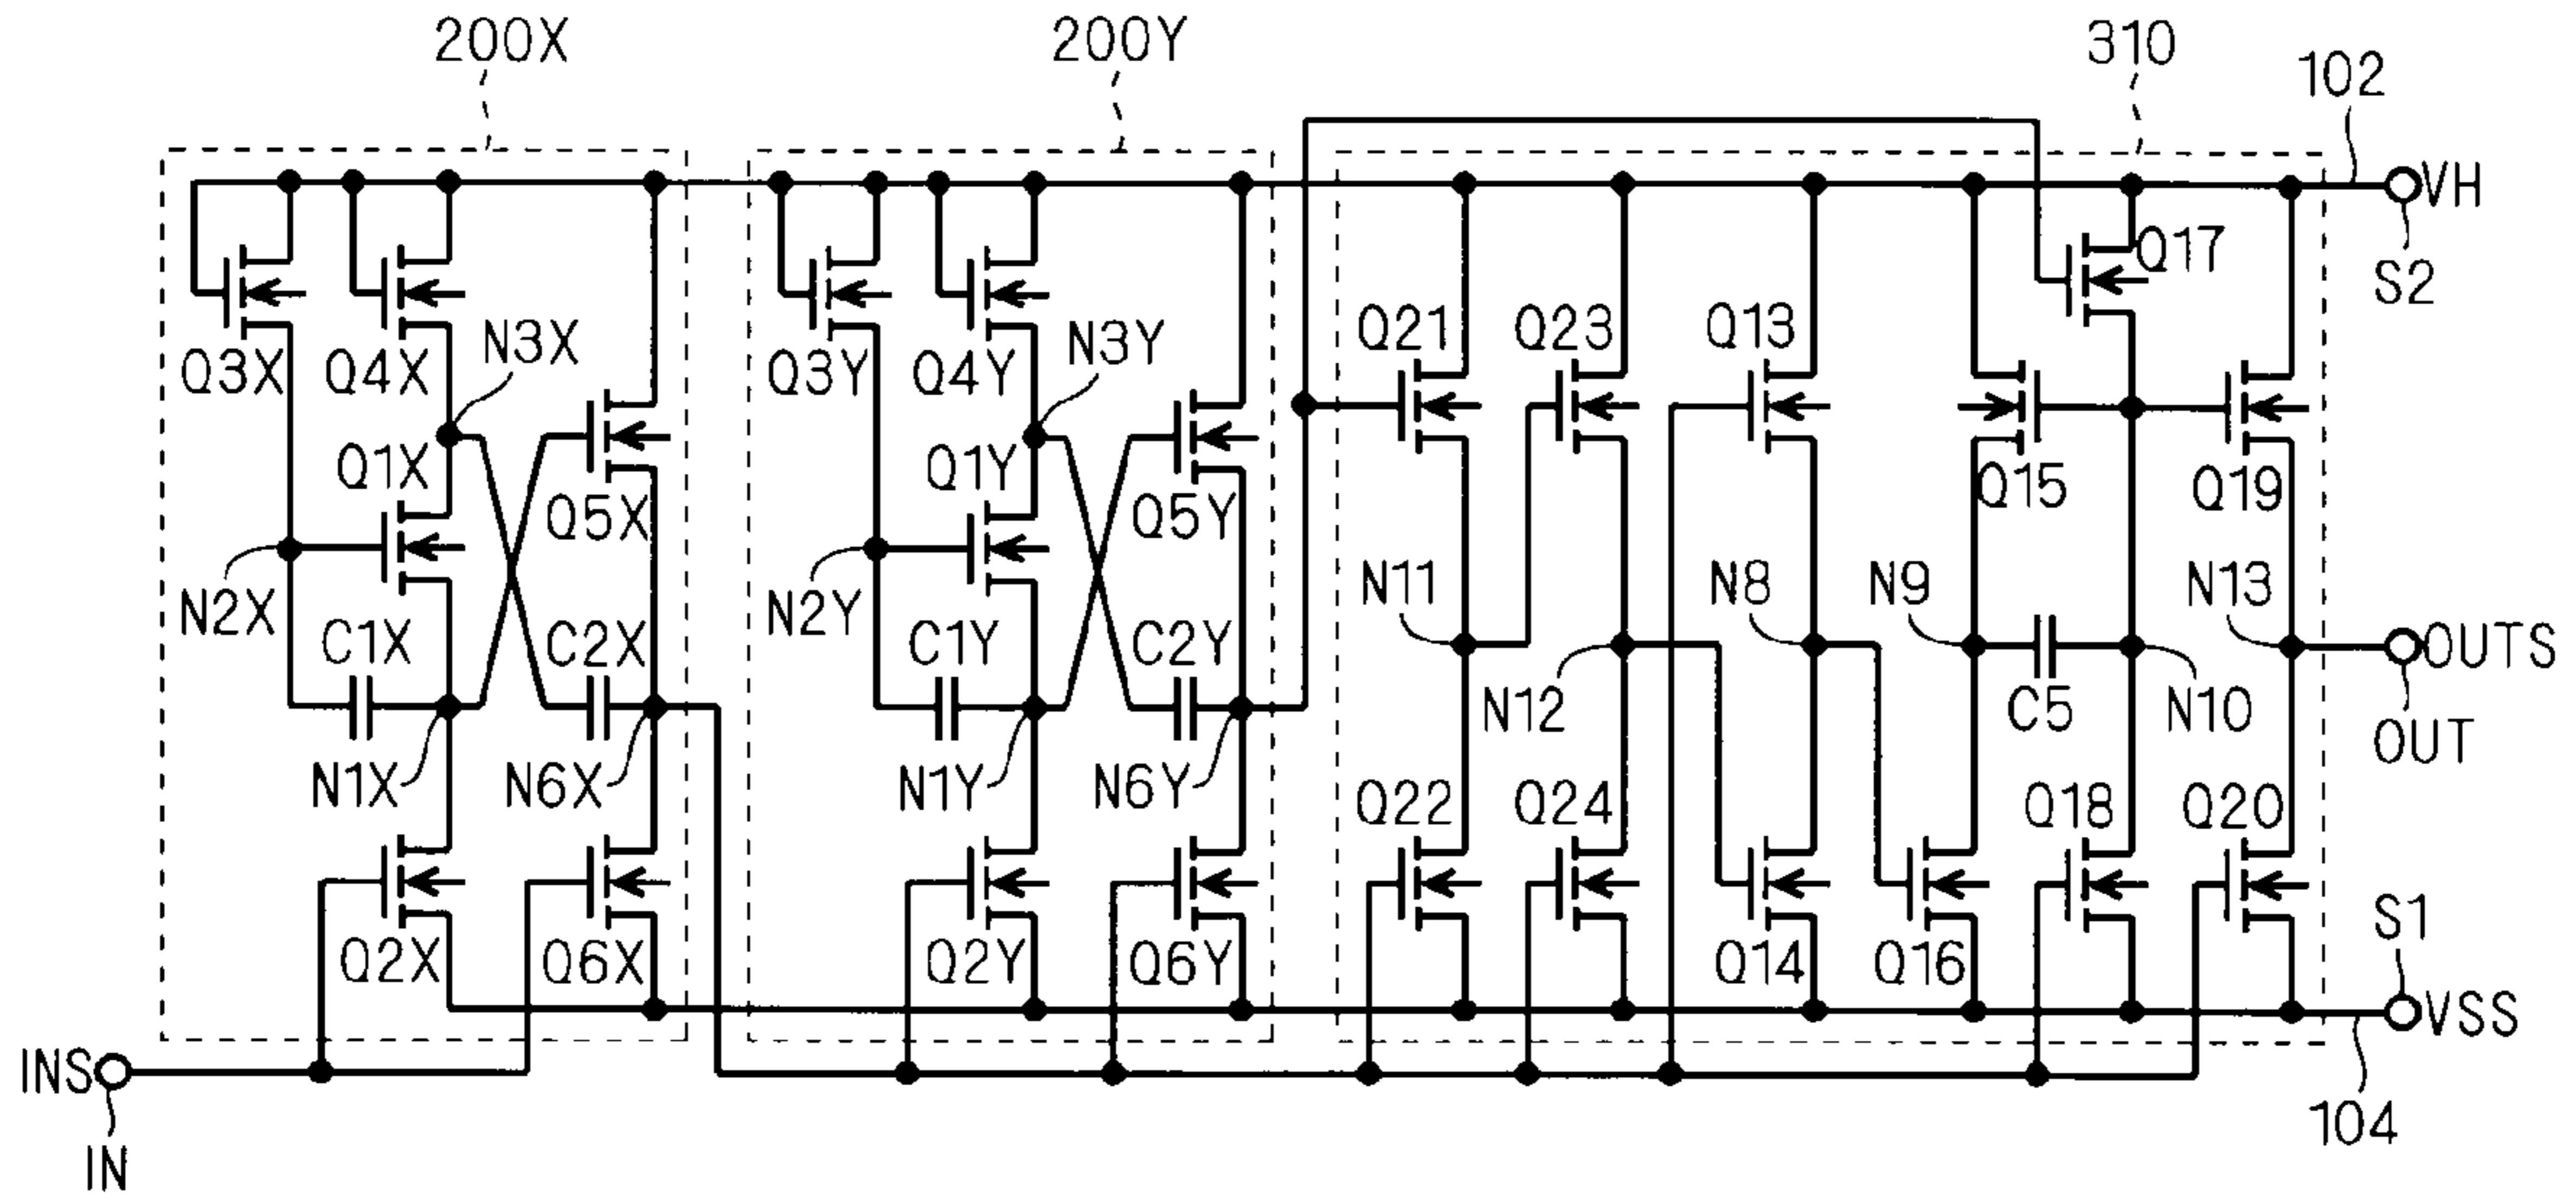 200X 200Y 310 102
VH
Q17
S2
Q21 Q23 Q13
N3X N3Y
Q3X Q4X Q3Y Q4Y
Q1X Q1Y
Q15 Q19
Q5X Q5Y
N2X N2Y N11 N8 N9 N13
C1X C2X C1Y C2Y
OUTS
N12 C5 N10
OUT
N1X N6X N1Y N6Y
Q22 Q24 Q18 Q20
S1
Q2X Q6X Q2Y Q6Y Q14 Q16
VSS
INS
104
IN